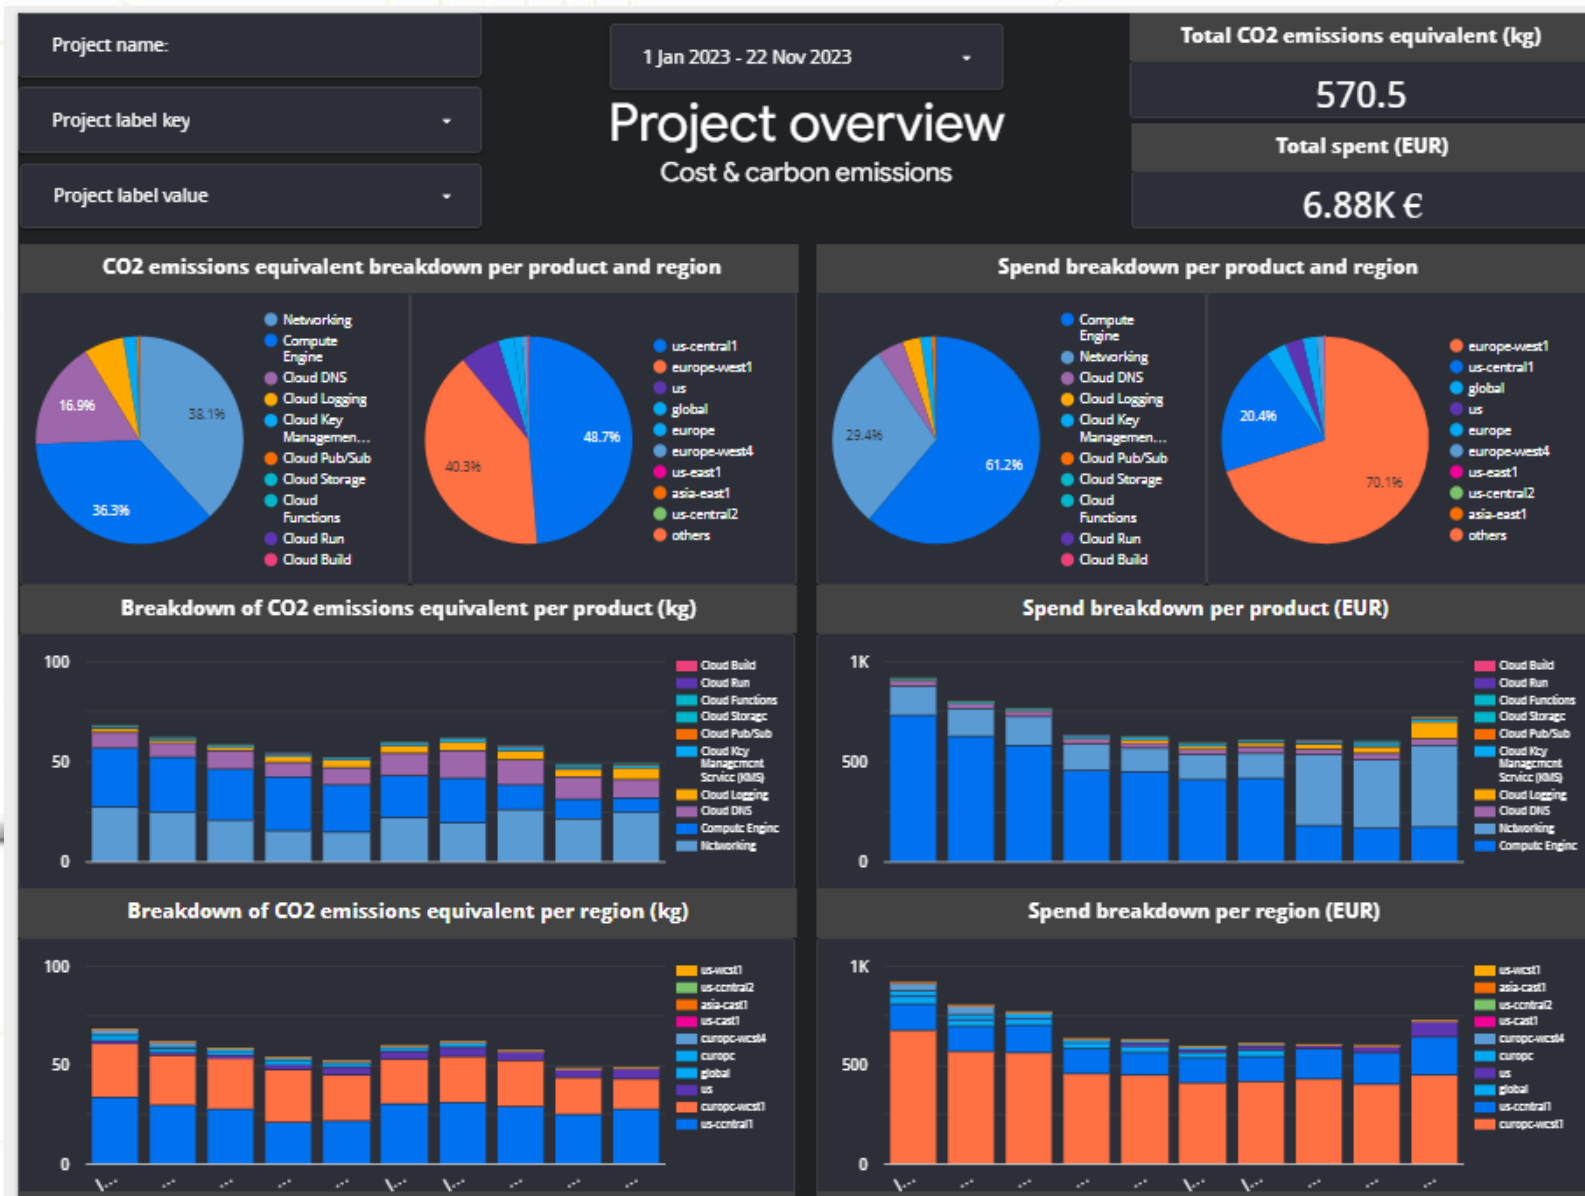 Project name:
Project label key
Project label value
1 Jan 2023 - 22 Nov 2023
Project overview
Cost & carbon emissions
Total CO2 emissions equivalent (kg)
570.5
Total spent (EUR)
6.88K €
CO2 emissions equivalent breakdown per product and region
16.9%
38.1%
36.3%
Networking
Compute
Engine
Cloud DNS
Cloud Logging
Cloud Key
Managemen...
Cloud Pub/Sub
Cloud Storage
Cloud
Functions
Cloud Run
Cloud Build
48.7%
40.3%
us-central1
europe-west1
us
global
europe
europe-west4
us-east1
asia-east1
us-central2
others
Spend breakdown per product and region
29.4%
61.2%
Compute
Engine
Networking
Cloud DNS
Cloud Logging
Cloud Key
Managemen...
Cloud Pub/Sub
Cloud Storage
Cloud
Functions
Cloud Run
Cloud Build
20.4%
70.1%
europe-west1
us-central1
global
us
europe
europe-west4
us-east1
us-central2
asia-east1
others
Breakdown of CO2 emissions equivalent per product (kg)
100
50
0
Cloud Build
Cloud Run
Cloud Functions
Cloud Storage
Cloud Pub/Sub
Cloud Key
Management
Service (KMS)
Cloud Logging
Cloud DNS
Compute Engine
Networking
Spend breakdown per product (EUR)
1K
500
0
Cloud Build
Cloud Run
Cloud Functions
Cloud Storage
Cloud Pub/Sub
Cloud Key
Management
Service (KMS)
Cloud Logging
Cloud DNS
Networking
Compute Engine
Breakdown of CO2 emissions equivalent per region (kg)
100
50
0
us-west1
us-central2
asia-east1
us-east1
europe-west4
europe
global
us
europe-west1
us-central1
Spend breakdown per region (EUR)
1K
500
0
us-west1
asia-east1
us-central2
us-east1
europe-west4
europe
us
global
us-central1
europe-west1